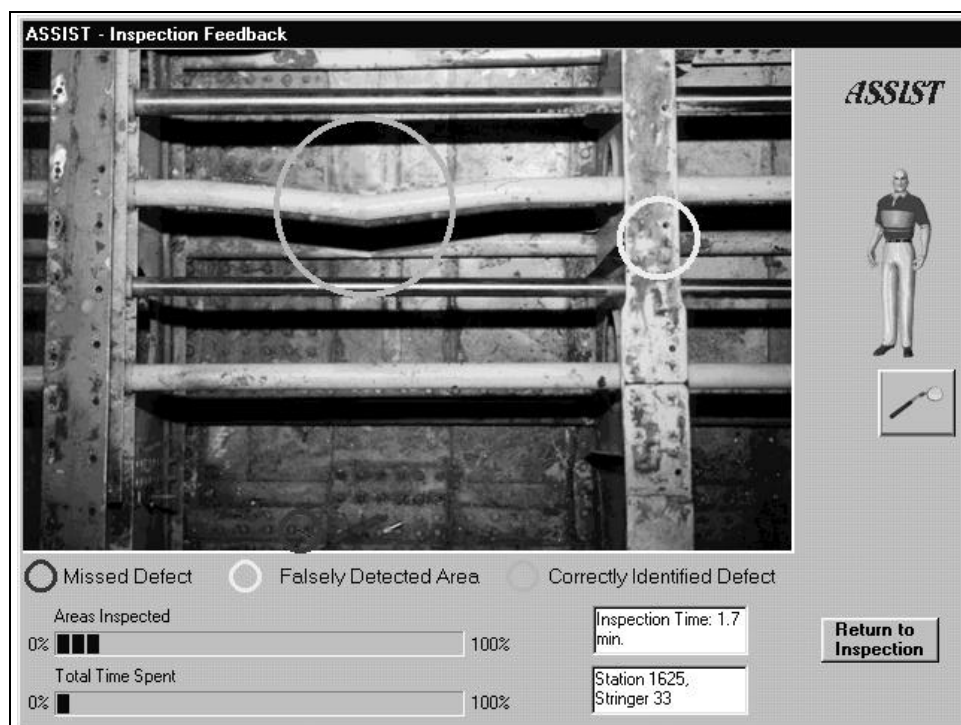 ASSIST - Inspection Feedback
ASSIST
Missed Defect
Falsely Detected Area
Correctly Identified Defect
Areas Inspected
0%
100%
Inspection Time: 1.7
min.
Return to
Inspection
Total Time Spent
0%
100%
Station 1625,
Stringer 33